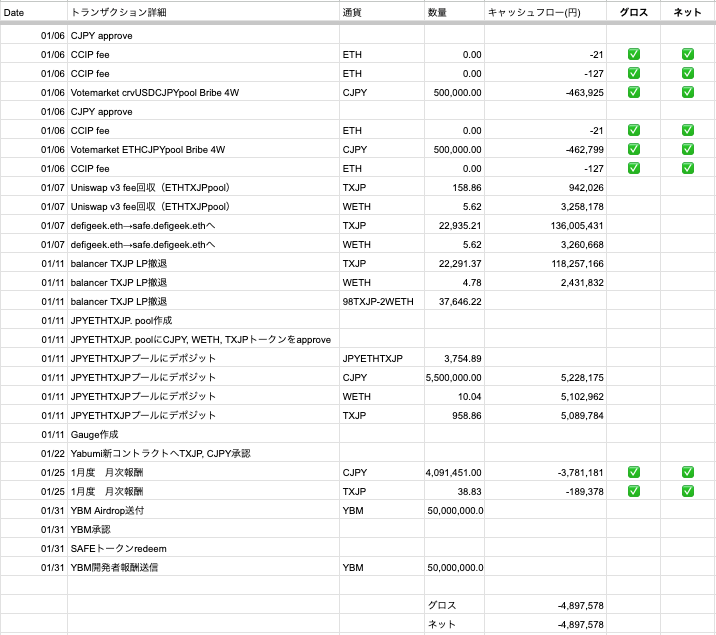 Date トランザクション詳細 通貨 数量 キャッシュフロー(円) グロス ネット
01/06 CJPY approve
01/06 CCIP fee ETH 0.00 -21 ✅ ✅
01/06 CCIP fee ETH 0.00 -127 ✅ ✅
01/06 Votemarket crvUSDCJPYpool Bribe 4W CJPY 500,000.00 -463,925 ✅ ✅
01/06 CJPY approve
01/06 CCIP fee ETH 0.00 -21 ✅ ✅
01/06 Votemarket ETHCJPYpool Bribe 4W CJPY 500,000.00 -462,799 ✅ ✅
01/06 CCIP fee ETH 0.00 -127 ✅ ✅
01/07 Uniswap v3 fee回収（ETHTXJPpool） TXJP 158.86 942,026
01/07 Uniswap v3 fee回収（ETHTXJPpool） WETH 5.62 3,258,178
01/07 defigeek.eth→safe.defigeek.ethへ TXJP 22,935.21 136,005,431
01/07 defigeek.eth→safe.defigeek.ethへ WETH 5.62 3,260,668
01/11 balancer TXJP LP撤退 TXJP 22,291.37 118,257,166
01/11 balancer TXJP LP撤退 WETH 4.78 2,431,832
01/11 balancer TXJP LP撤退 98TXJP-2WETH 37,646.22
01/11 JPYETHTXJP. pool作成
01/11 JPYETHTXJP. poolにCJPY, WETH, TXJPトークンをapprove
01/11 JPYETHTXJPプールにデポジット JPYETHTXJP 3,754.89
01/11 JPYETHTXJPプールにデポジット CJPY 5,500,000.00 5,228,175
01/11 JPYETHTXJPプールにデポジット WETH 10.04 5,102,962
01/11 JPYETHTXJPプールにデポジット TXJP 958.86 5,089,784
01/11 Gauge作成
01/22 Yabumi新コントラクトへTXJP, CJPY承認
01/25 1月度　月次報酬 CJPY 4,091,451.00 -3,781,181 ✅ ✅
01/25 1月度　月次報酬 TXJP 38.83 -189,378 ✅ ✅
01/31 YBM Airdrop送付 YBM 50,000,000.0
01/31 YBM承認
01/31 SAFEトークンredeem
01/31 YBM開発者報酬送信 YBM 50,000,000.0
グロス -4,897,578
ネット -4,897,578